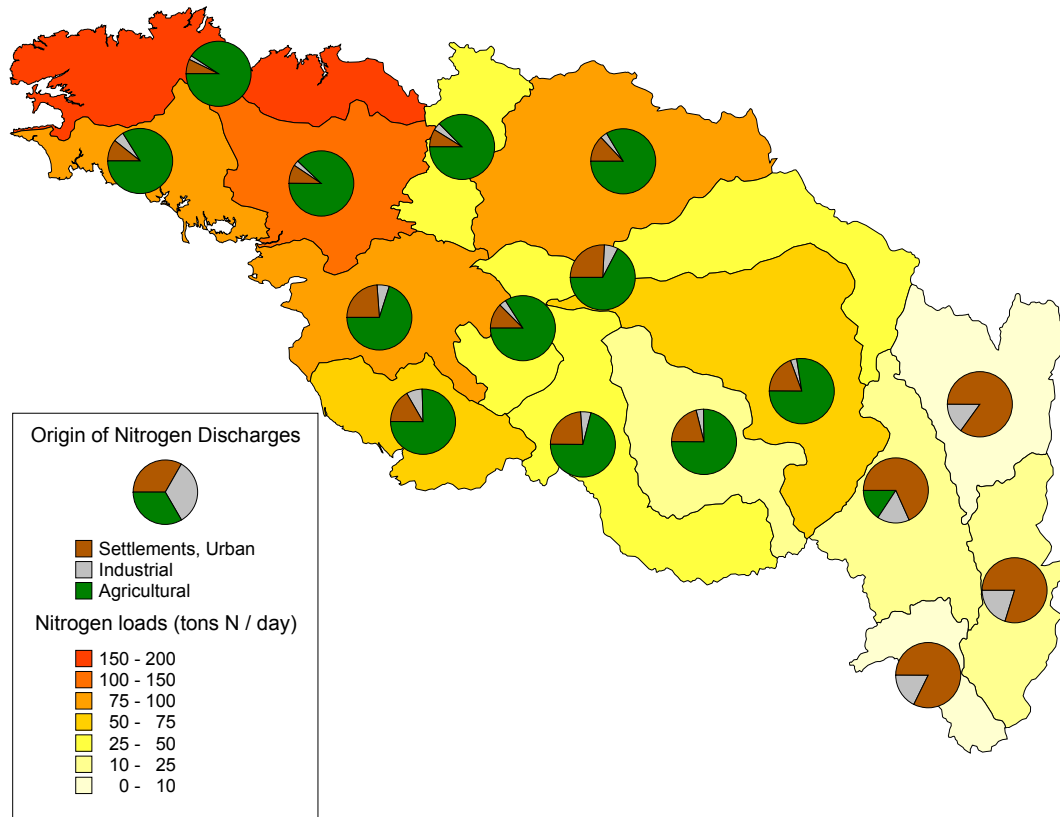 Origin of Nitrogen Discharges
Settlements, Urban
Industrial
Agricultural
Nitrogen loads (tons N / day)
150 - 200
100 - 150
75 - 100
50 - 75
25 - 50
10 - 25
0 - 10